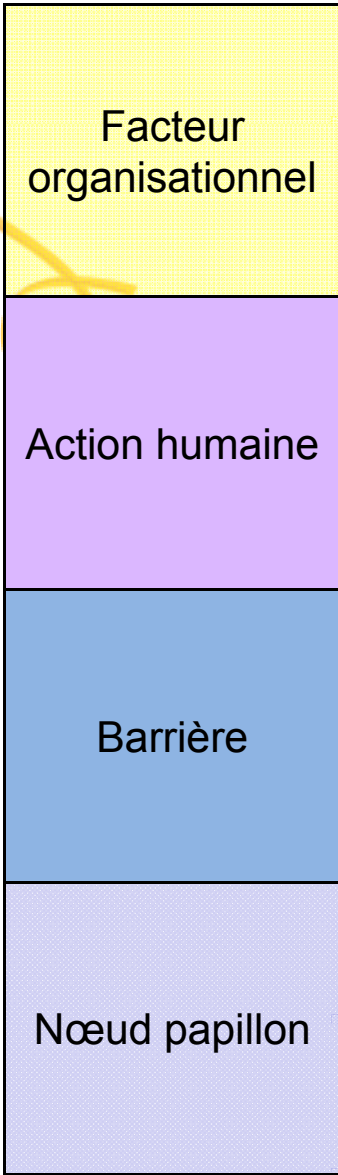 Facteur
organisationnel
Action humaine
Barrière
Nœud papillon